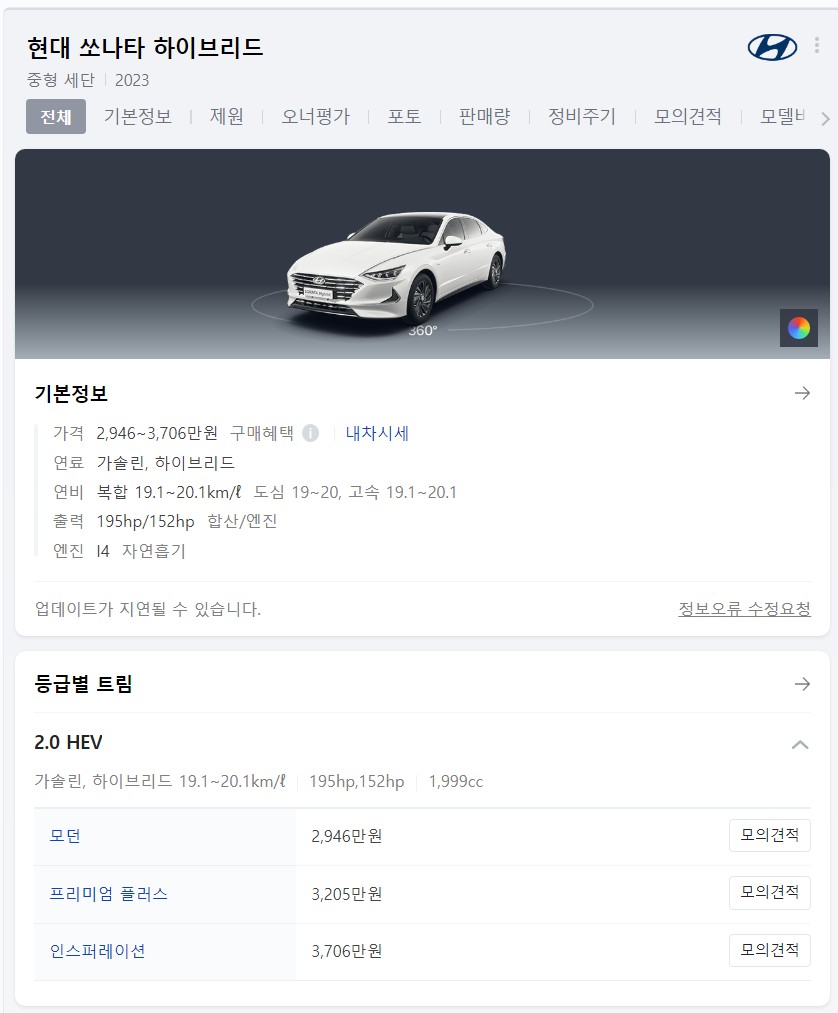 현대 쏘나타 하이브리드
중형 세단 2023
전체 기본정보 제원 오너평가 포토 판매량 정비주기 모의견적 모델비
360°
기본정보
가격 2,946~3,706만원 구매혜택 내차시세
연료 가솔린, 하이브리드
연비 복합 19.1~20.1km/ℓ 도심 19~20, 고속 19.1~20.1
출력 195hp/152hp 합산/엔진
엔진 I4 자연흡기
업데이트가 지연될 수 있습니다. 정보오류 수정요청
등급별 트림
2.0 HEV
가솔린, 하이브리드 19.1~20.1km/ℓ 195hp,152hp 1,999cc
모던 2,946만원 모의견적
프리미엄 플러스 3,205만원 모의견적
인스퍼레이션 3,706만원 모의견적